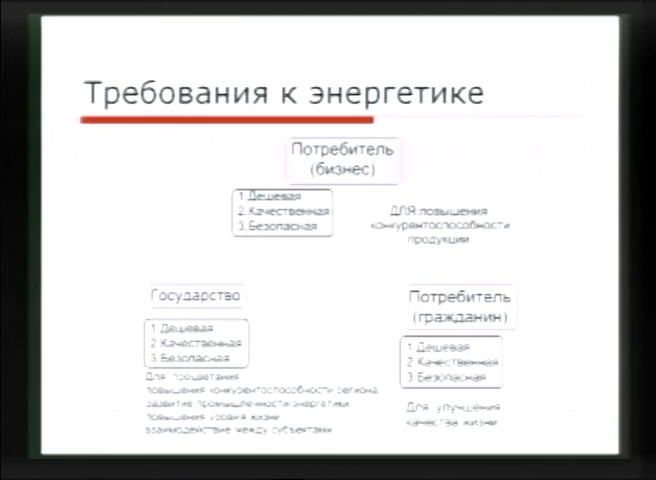 Требования к энергетике
Потребитель
(бизнес)
1.Дешевая
2.Качественная
3.Безопасная
ДЛЯ повышения
конкурентоспособности
продукции
Государство
1 Дешевая
2 Качественная
3 Безопасная
Для процветания
повышения конкурентоспособности региона
развитие промышленности энергетики
повышения уровня жизни
взаимодействие между субъектами
Потребитель
(гражданин)
1 Дешевая
2 Качественная
3 Безопасная
Для улучшения
качества жизни